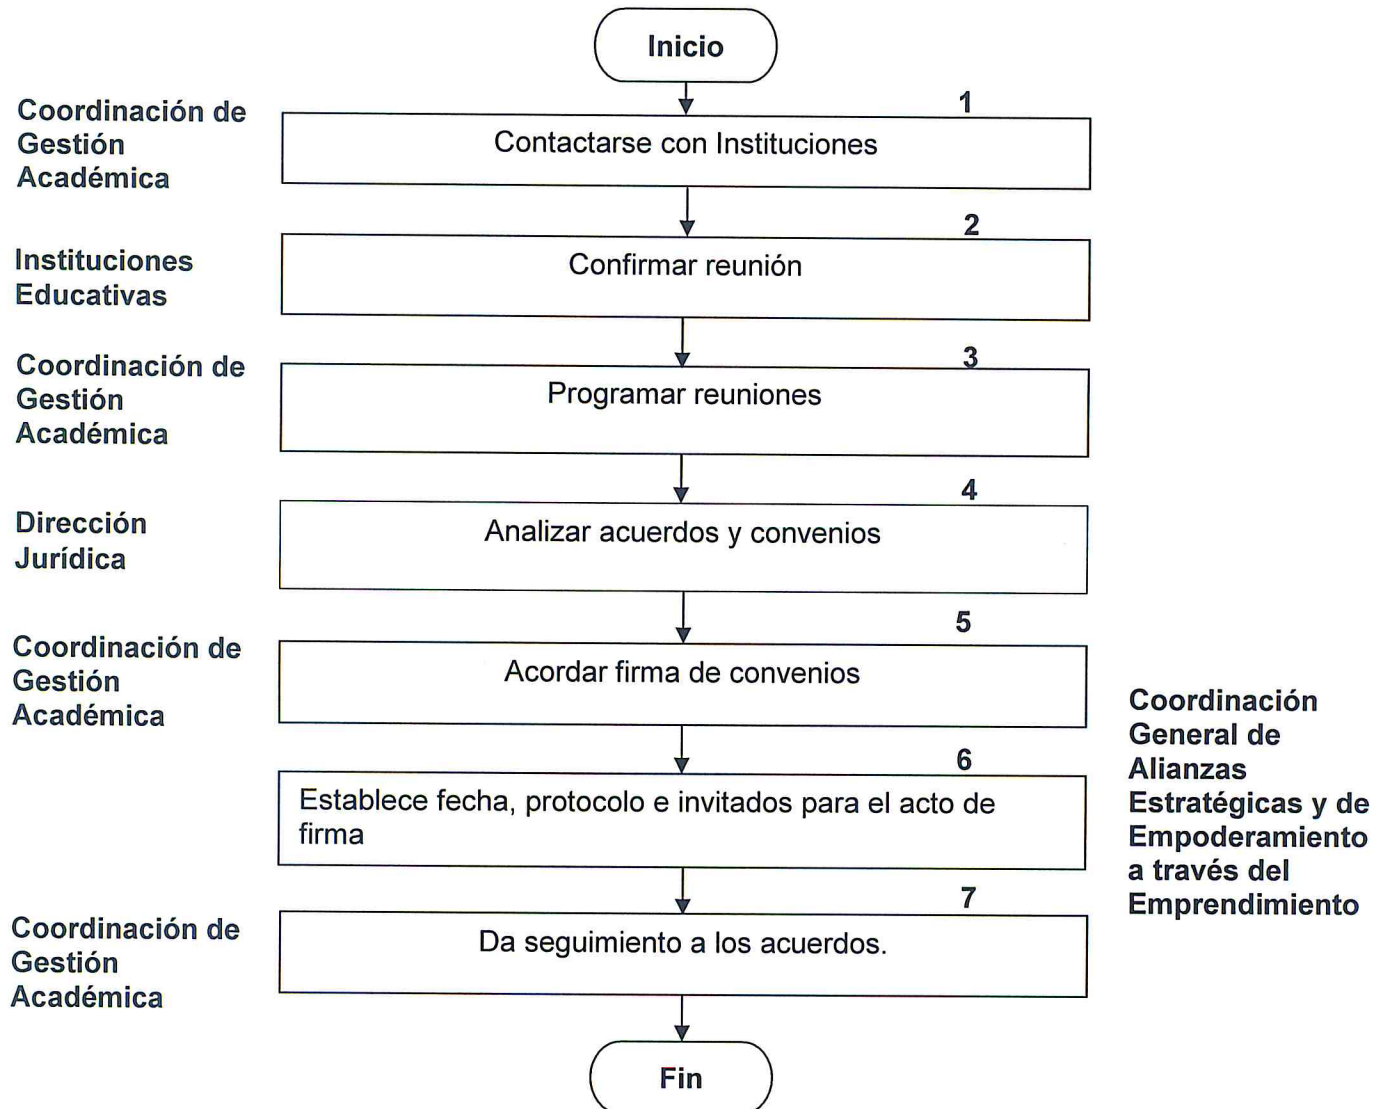 Inicio
1
Coordinación de
Gestión
Académica
Contactarse con Instituciones
2
Instituciones
Educativas
Confirmar reunión
3
Coordinación de
Gestión
Académica
Programar reuniones
4
Dirección
Jurídica
Analizar acuerdos y convenios
5
Coordinación de
Gestión
Académica
Acordar firma de convenios
6
Establece fecha, protocolo e invitados para el acto de
firma
Coordinación
General de
Alianzas
Estratégicas y de
Empoderamiento
a través del
Emprendimiento
7
Coordinación de
Gestión
Académica
Da seguimiento a los acuerdos.
Fin